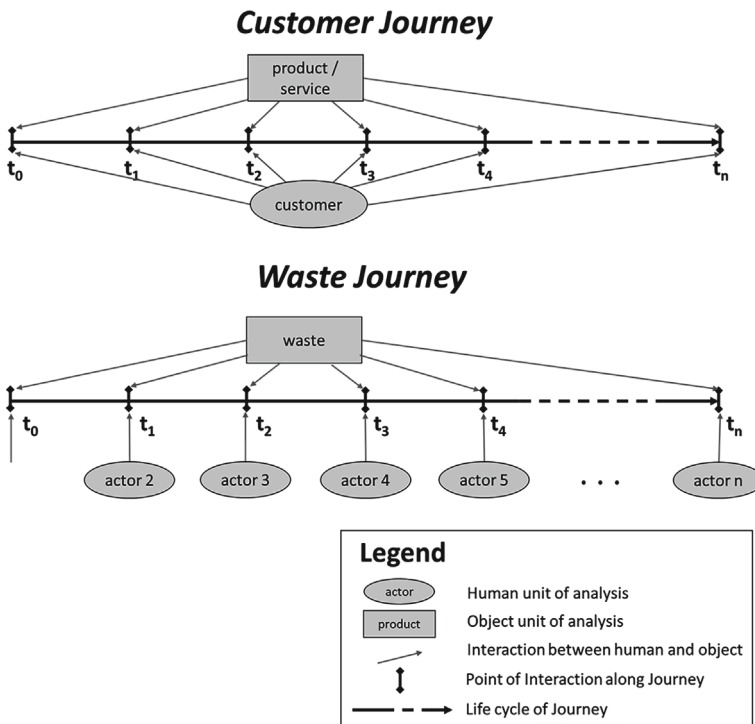 Customer Journey
product /
service
t0 t1 t2 t3 t4 tn
customer
Waste Journey
waste
t0 t1 t2 t3 t4 tn
actor 2 actor 3 actor 4 actor 5 . . . actor n
Legend
actor Human unit of analysis
product Object unit of analysis
Interaction between human and object
Point of Interaction along Journey
Life cycle of Journey